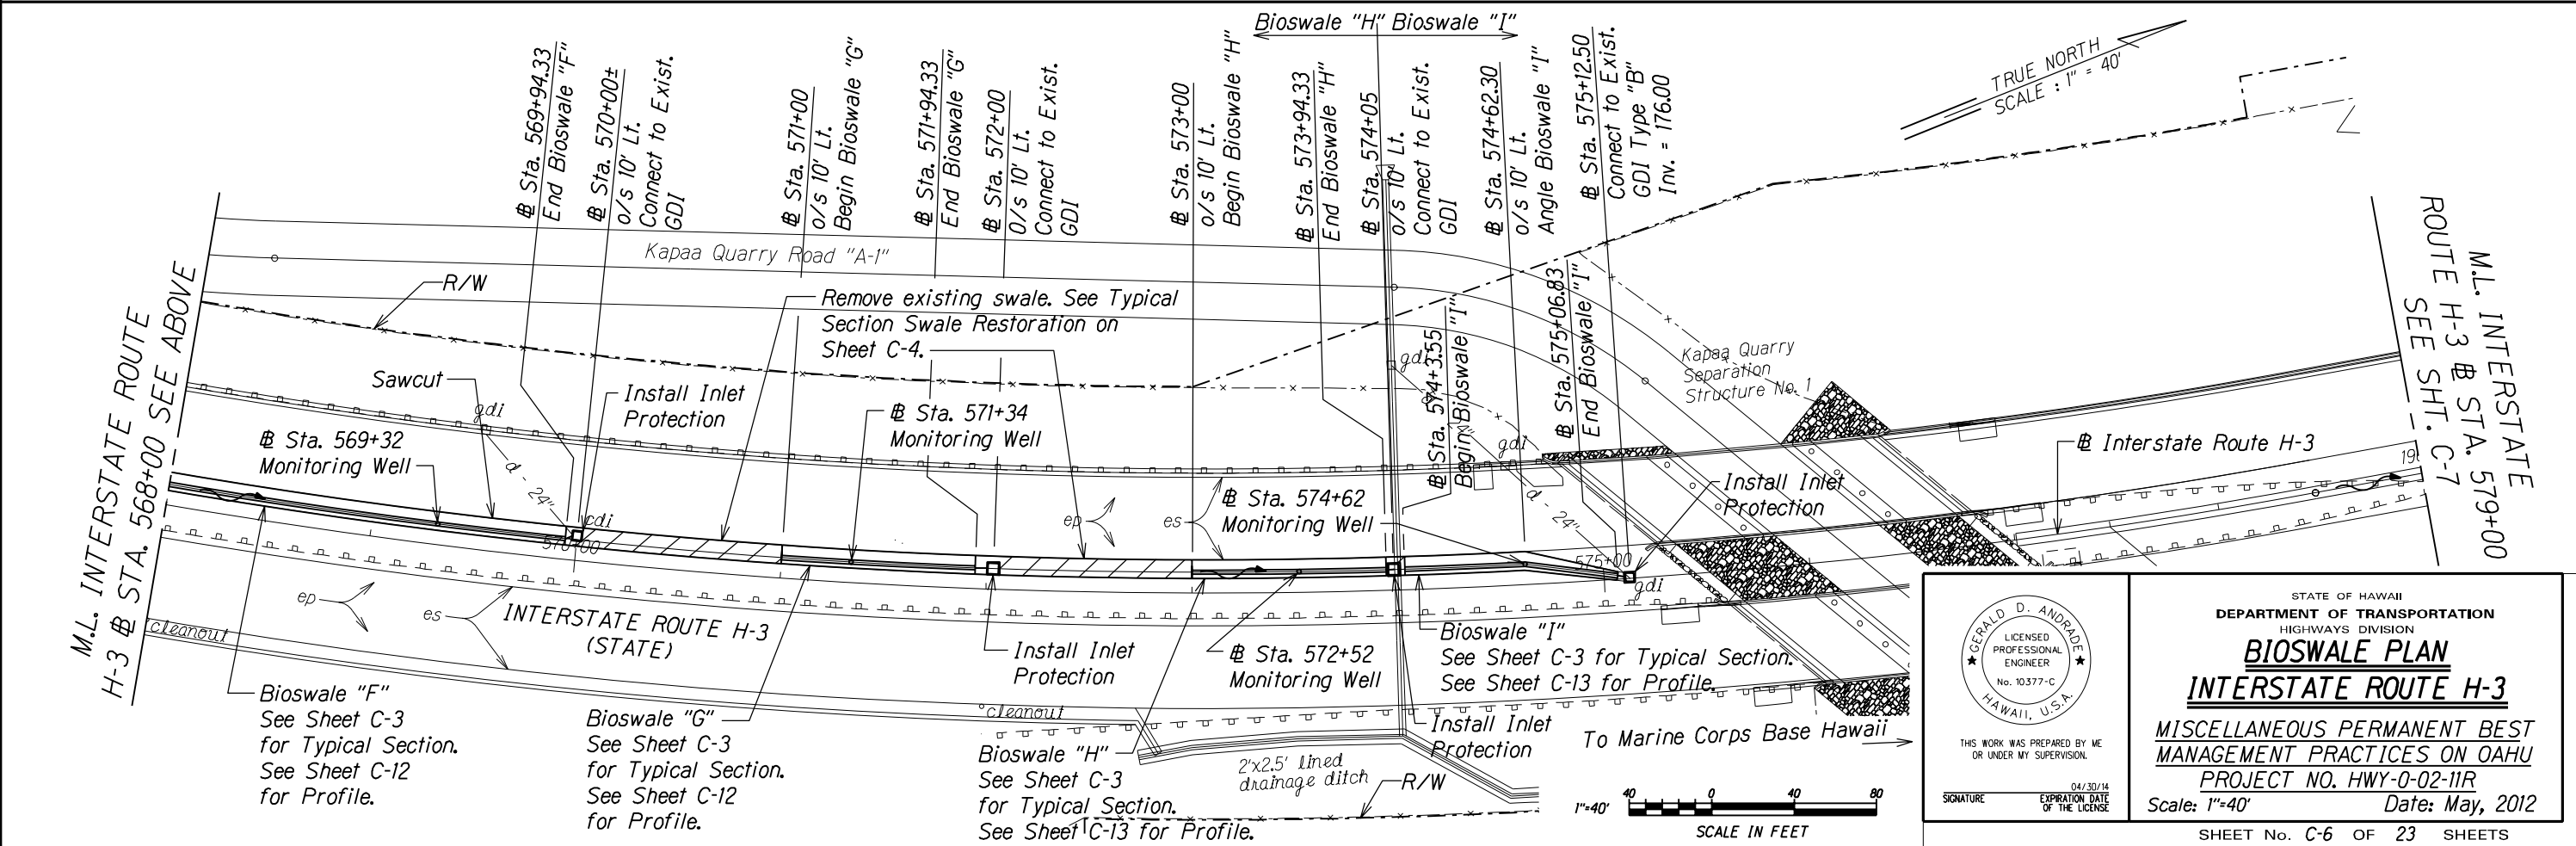 Bioswale "H" Bioswale "I"
℄ Sta. 569+94.33
End Bioswale "F"
℄ Sta. 570+00±
o/s 10' Lt.
Connect to Exist.
GDI
℄ Sta. 571+00
o/s 10' Lt.
Begin Bioswale "G"
℄ Sta. 571+94.33
End Bioswale "G"
℄ Sta. 572+00
O/s 10' Lt.
Connect to Exist.
GDI
℄ Sta. 573+00
o/s 10' Lt.
Begin Bioswale "H"
℄ Sta. 573+94.33
End Bioswale "H"
℄ Sta. 574+05
o/s 10' Lt.
Connect to Exist.
GDI
℄ Sta. 574+62.30
o/s 10' Lt.
Angle Bioswale "I"
℄ Sta. 575+12.50
Connect to Exist.
GDI Type "B"
Inv. = 176.00
TRUE NORTH
SCALE : 1" = 40'
M.L. INTERSTATE ROUTE
H-3 ℄ STA. 568+00 SEE ABOVE
Kapaa Quarry Road "A-1"
R/W
Remove existing swale. See Typical
Section Swale Restoration on
Sheet C-4.
Sawcut
Install Inlet
Protection
gdi
℄ Sta. 569+32
Monitoring Well
d - 24"
gdi
570+00
℄ Sta. 571+34
Monitoring Well
ep
es
℄ Sta. 574+62
Monitoring Well
gdi
℄ Sta. 574+3.55
Begin Bioswale "I"
℄ Sta. 575+06.83
End Bioswale "I"
gdi
d - 24"
Kapaa Quarry
Separation
Structure No. 1
Install Inlet
Protection
575+00
gdi
℄ Interstate Route H-3
M.L. INTERSTATE
ROUTE H-3 ℄ STA. 579+00
SEE SHT. C-7
ep
es
INTERSTATE ROUTE H-3
(STATE)
cleanout
Bioswale "F"
See Sheet C-3
for Typical Section.
See Sheet C-12
for Profile.
Bioswale "G"
See Sheet C-3
for Typical Section.
See Sheet C-12
for Profile.
Install Inlet
Protection
cleanout
Bioswale "H"
See Sheet C-3
for Typical Section.
See Sheet C-13 for Profile.
℄ Sta. 572+52
Monitoring Well
Bioswale "I"
See Sheet C-3 for Typical Section.
See Sheet C-13 for Profile.
Install Inlet
Protection
2'x2.5' lined
drainage ditch
R/W
To Marine Corps Base Hawaii
1"=40'
40 0 40 80
SCALE IN FEET
GERALD D. ANDRADE
LICENSED
PROFESSIONAL
ENGINEER
No. 10377-C
HAWAII, U.S.A.
THIS WORK WAS PREPARED BY ME
OR UNDER MY SUPERVISION.
04/30/14
SIGNATURE EXPIRATION DATE
OF THE LICENSE
STATE OF HAWAII
DEPARTMENT OF TRANSPORTATION
HIGHWAYS DIVISION
BIOSWALE PLAN
INTERSTATE ROUTE H-3
MISCELLANEOUS PERMANENT BEST
MANAGEMENT PRACTICES ON OAHU
PROJECT NO. HWY-O-02-11R
Scale: 1"=40' Date: May, 2012
SHEET No. C-6 OF 23 SHEETS